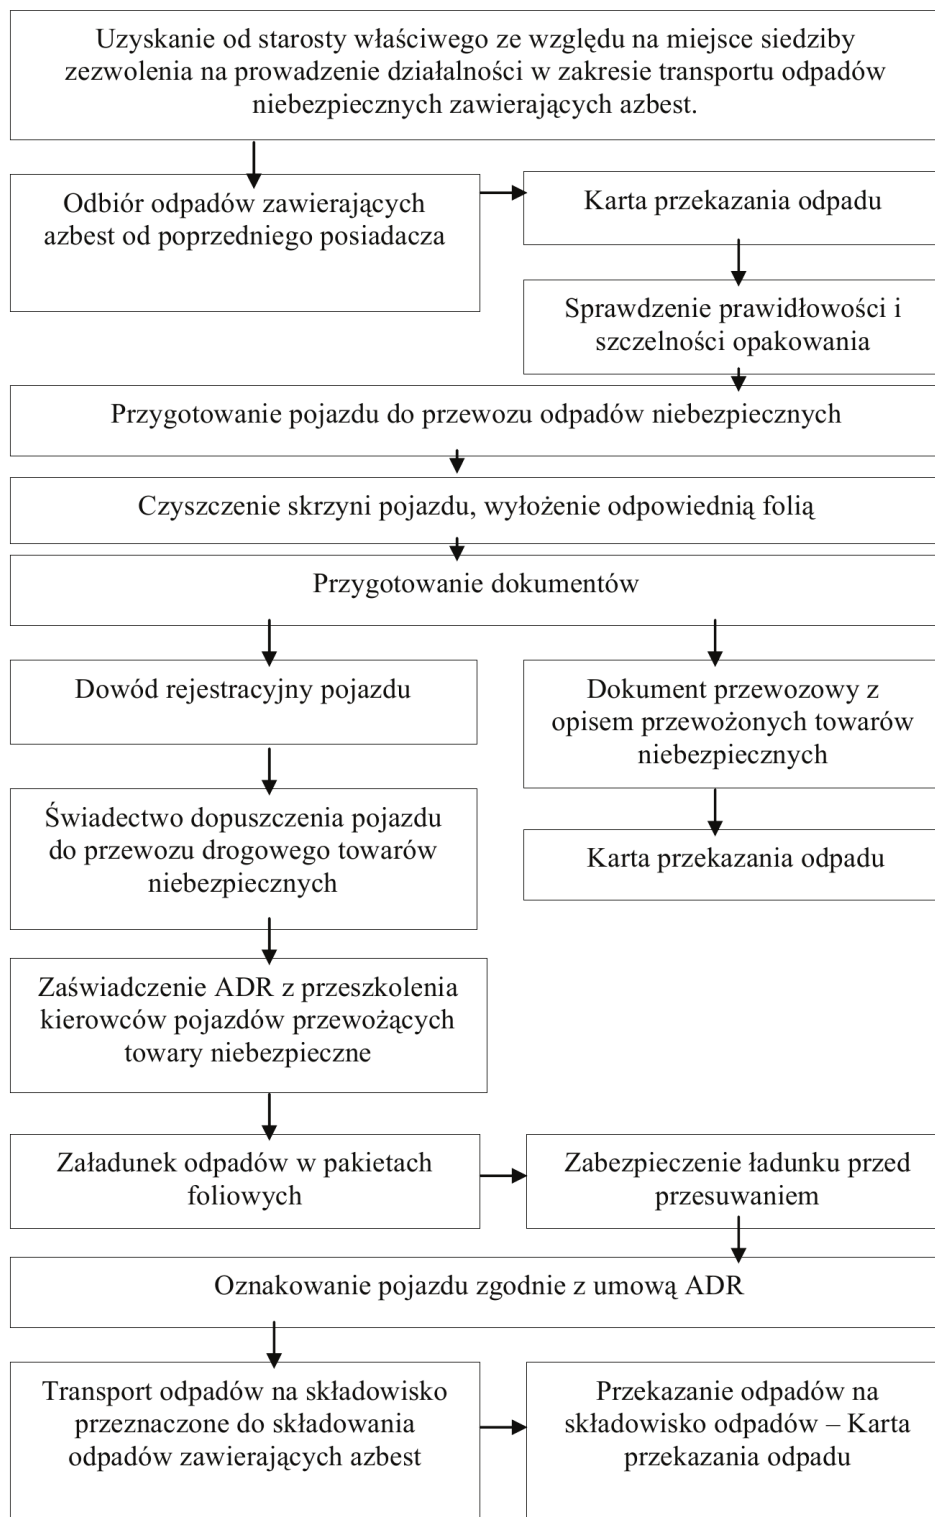 Uzyskanie od starosty właściwego ze względu na miejsce siedziby
zezwolenia na prowadzenie działalności w zakresie transportu odpadów
niebezpiecznych zawierających azbest.
Odbiór odpadów zawierających
azbest od poprzedniego posiadacza
Karta przekazania odpadu
Sprawdzenie prawidłowości i
szczelności opakowania
Przygotowanie pojazdu do przewozu odpadów niebezpiecznych
Czyszczenie skrzyni pojazdu, wyłożenie odpowiednią folią
Przygotowanie dokumentów
Dowód rejestracyjny pojazdu
Dokument przewozowy z
opisem przewożonych towarów
niebezpiecznych
Świadectwo dopuszczenia pojazdu
do przewozu drogowego towarów
niebezpiecznych
Karta przekazania odpadu
Zaświadczenie ADR z przeszkolenia
kierowców pojazdów przewożących
towary niebezpieczne
Załadunek odpadów w pakietach
foliowych
Zabezpieczenie ładunku przed
przesuwaniem
Oznakowanie pojazdu zgodnie z umową ADR
Transport odpadów na składowisko
przeznaczone do składowania
odpadów zawierających azbest
Przekazanie odpadów na
składowisko odpadów – Karta
przekazania odpadu